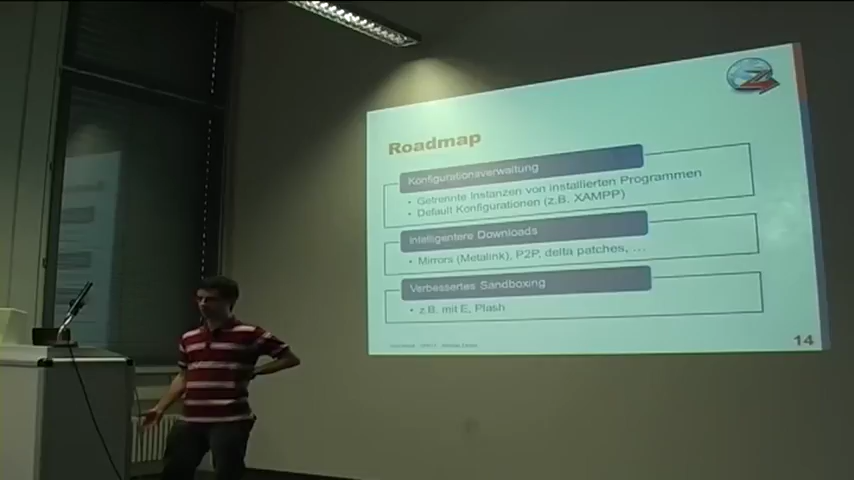 Roadmap
Konfigurationsverwaltung
• Getrennte Instanzen von installierten Programmen
• Default Konfigurationen (z.B. XAMPP)
Intelligentere Downloads
• Mirrors (Metalink), P2P, delta patches, ...
Verbessertes Sandboxing
• z.B. mit E, Plash
14